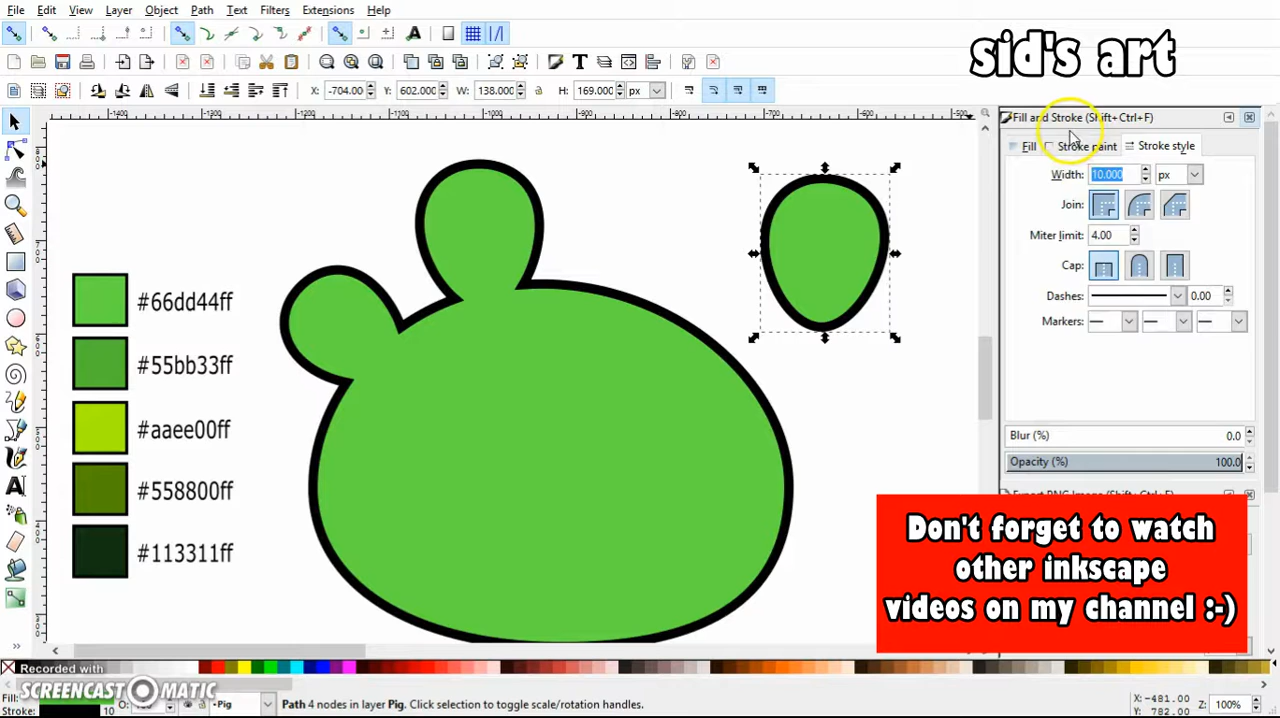 File Edit View Layer Object Path Text Filters Extensions Help
sid's art
X: -704.00 Y: 602.000 W: 138.000 H: 169.000 px
Fill and Stroke (Shift+Ctrl+F)
Fill Stroke paint Stroke style
Width: 10.000 px
Join:
Miter limit: 4.00
Cap:
Dashes: 0.00
Markers:
Blur (%) 0.0
Opacity (%) 100.0
#66dd44ff
#55bb33ff
#aaee00ff
#558800ff
#113311ff
Don't forget to watch
other inkscape
videos on my channel :-)
Recorded with
SCREENCAST MATIC
Fill:
Stroke: 10 Pig Path 4 nodes in layer Pig. Click selection to toggle scale/rotation handles.
X: -481.00
Y: 782.00
Z: 100%